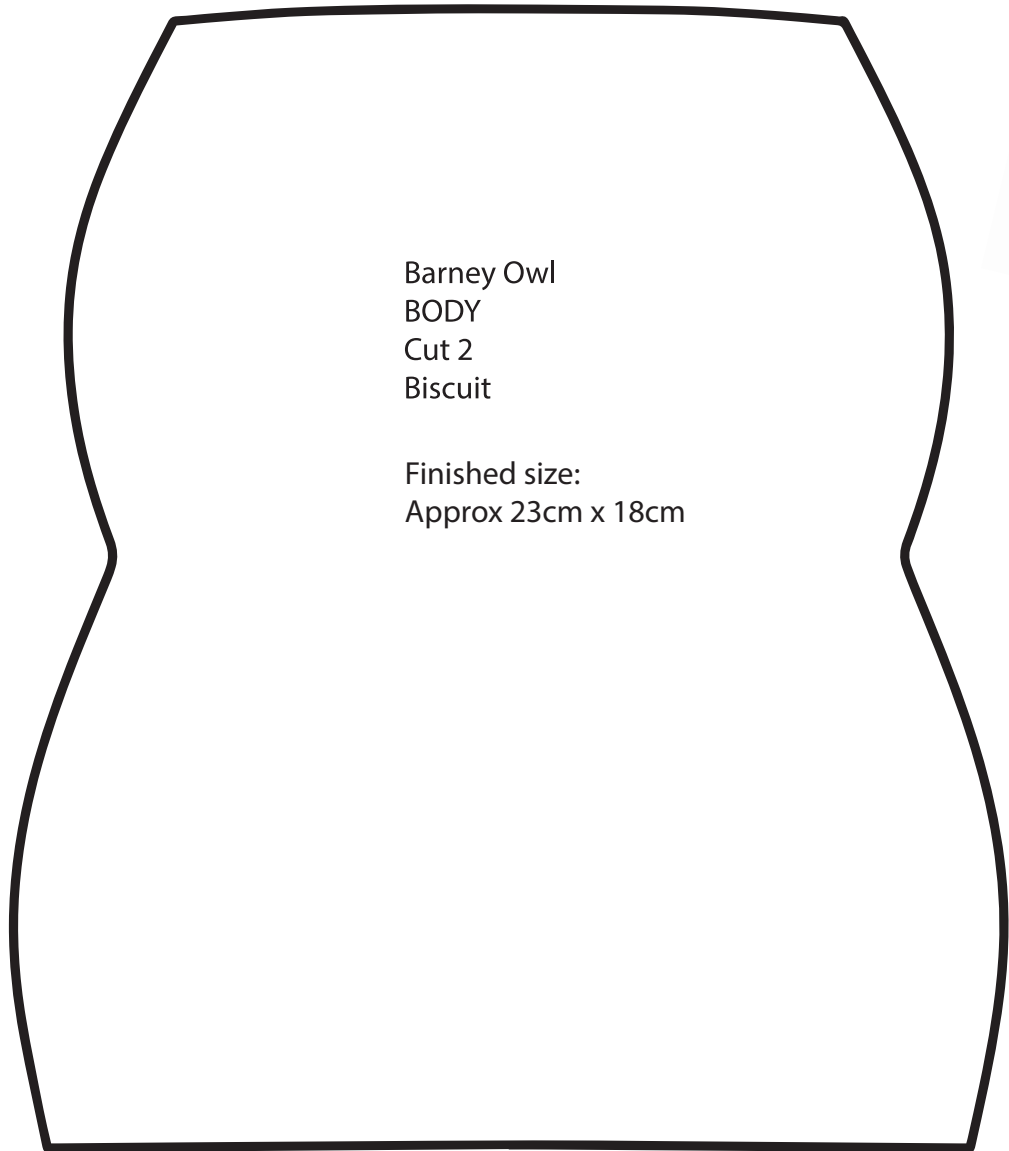 Barney Owl
BODY
Cut 2
Biscuit
Finished size:
Approx 23cm x 18cm